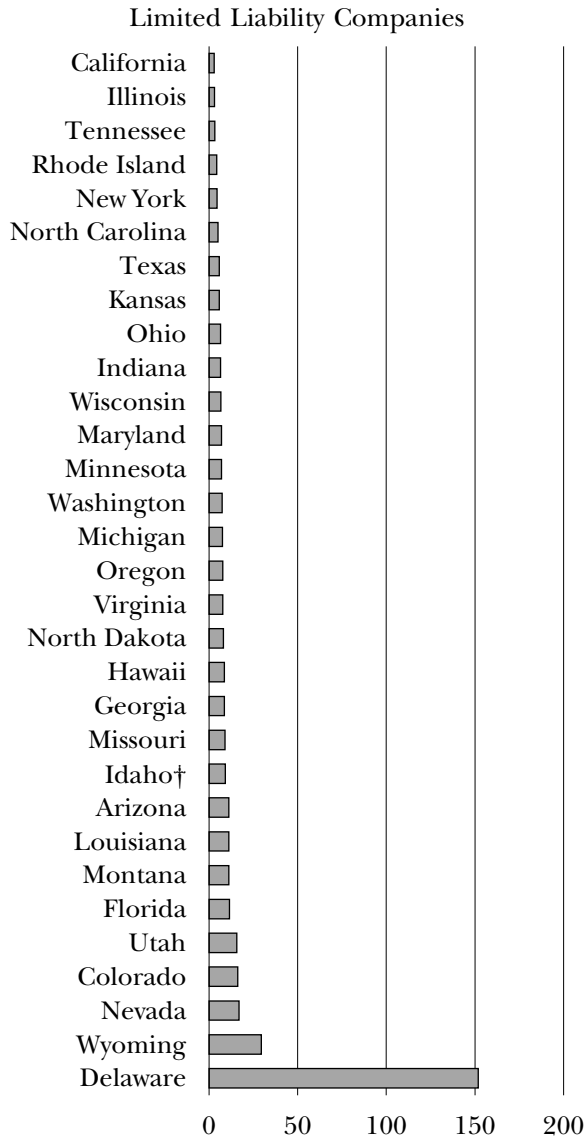 Limited Liability Companies
California
Illinois
Tennessee
Rhode Island
New York
North Carolina
Texas
Kansas
Ohio
Indiana
Wisconsin
Maryland
Minnesota
Washington
Michigan
Oregon
Virginia
North Dakota
Hawaii
Georgia
Missouri
Idaho†
Arizona
Louisiana
Montana
Florida
Utah
Colorado
Nevada
Wyoming
Delaware
0 50 100 150 200